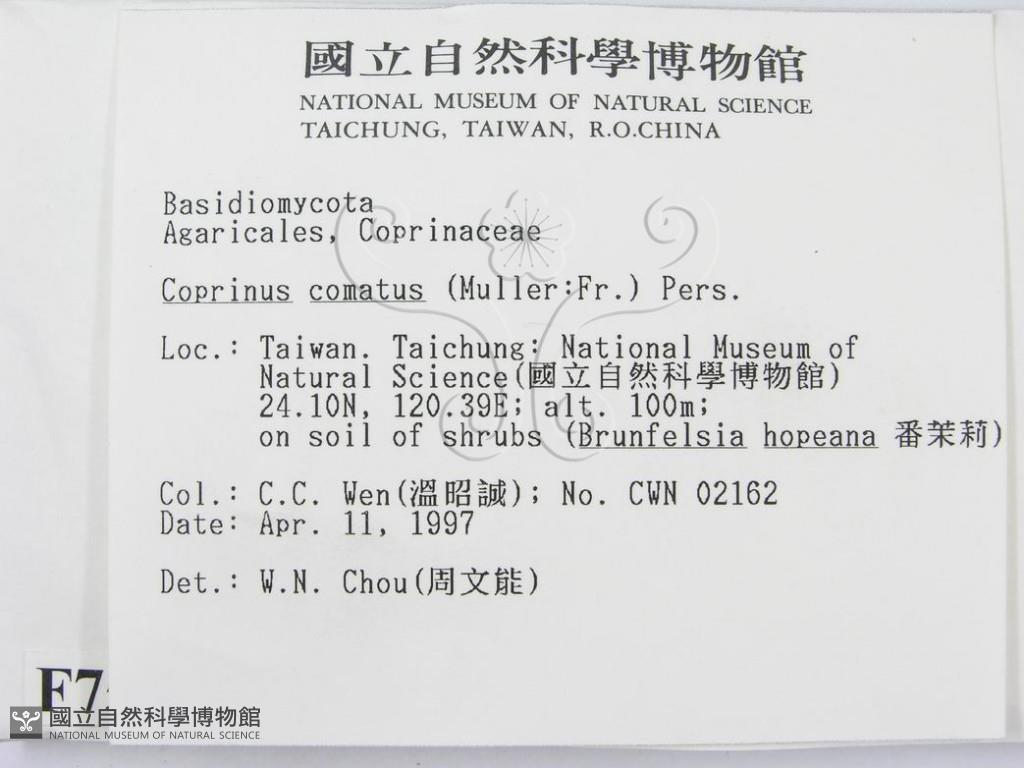 國立自然科學博物館
NATIONAL MUSEUM OF NATURAL SCIENCE
TAICHUNG, TAIWAN, R.O.CHINA
Basidiomycota
Agaricales, Coprinaceae
Coprinus comatus (Muller:Fr.) Pers.
Loc.: Taiwan. Taichung: National Museum of
Natural Science(國立自然科學博物館)
24.10N, 120.39E; alt. 100m;
on soil of shrubs (Brunfelsia hopeana 番茉莉)
Col.: C.C. Wen(溫昭誠); No. CWN 02162
Date: Apr. 11, 1997
Det.: W.N. Chou(周文能)
F7
國立自然科學博物館
NATIONAL MUSEUM OF NATURAL SCIENCE